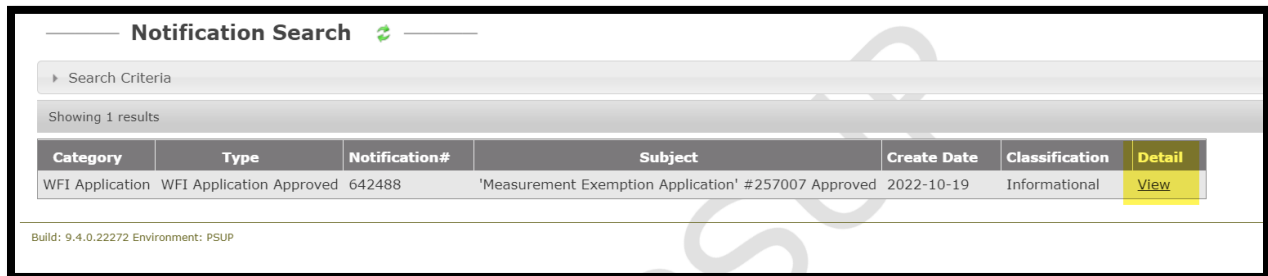 Notification Search
Search Criteria
Showing 1 results
Category Type Notification# Subject Create Date Classification Detail
WFI Application WFI Application Approved 642488 'Measurement Exemption Application' #257007 Approved 2022-10-19 Informational View
Build: 9.4.0.22272 Environment: PSUP